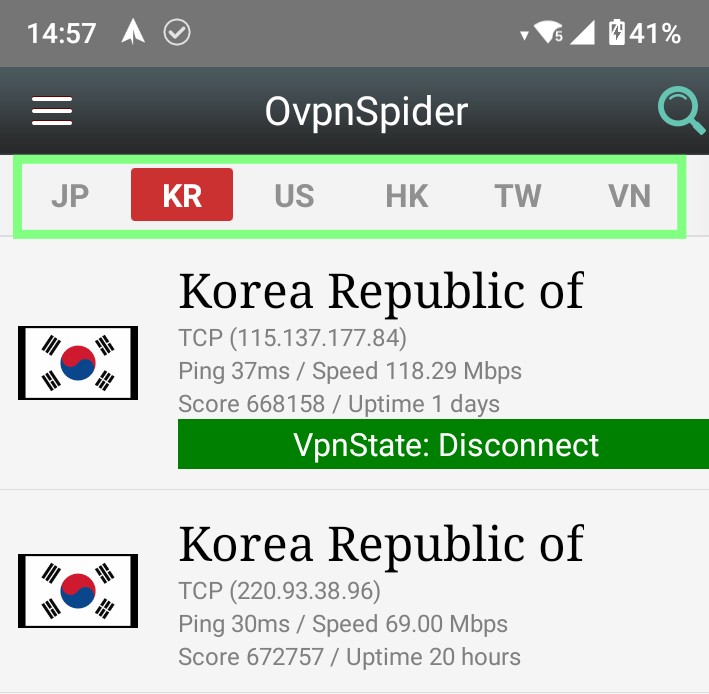 14:57
5
41%
OvpnSpider
JP KR US HK TW VN
Korea Republic of
TCP (115.137.177.84)
Ping 37ms / Speed 118.29 Mbps
Score 668158 / Uptime 1 days
VpnState: Disconnect
Korea Republic of
TCP (220.93.38.96)
Ping 30ms / Speed 69.00 Mbps
Score 672757 / Uptime 20 hours